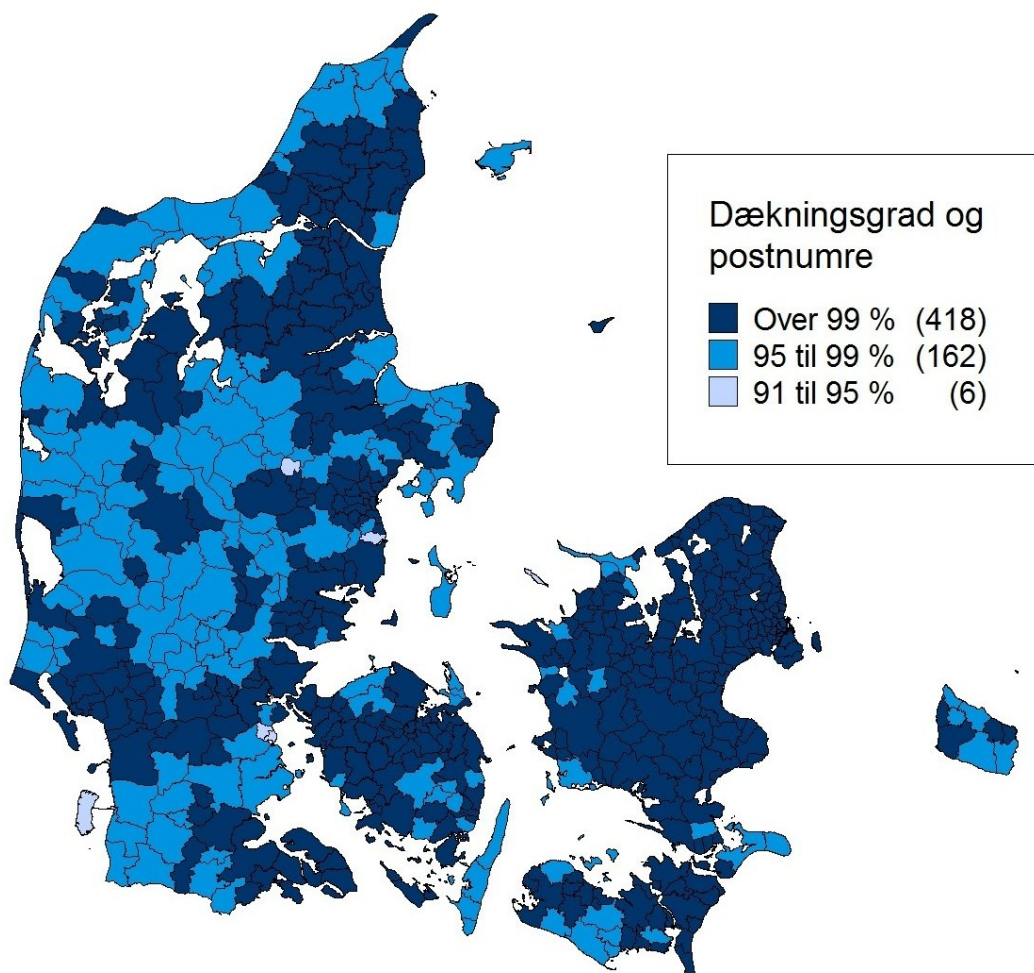 Dækningsgrad og
postnumre
Over 99 % (418)
95 til 99 % (162)
91 til 95 % (6)